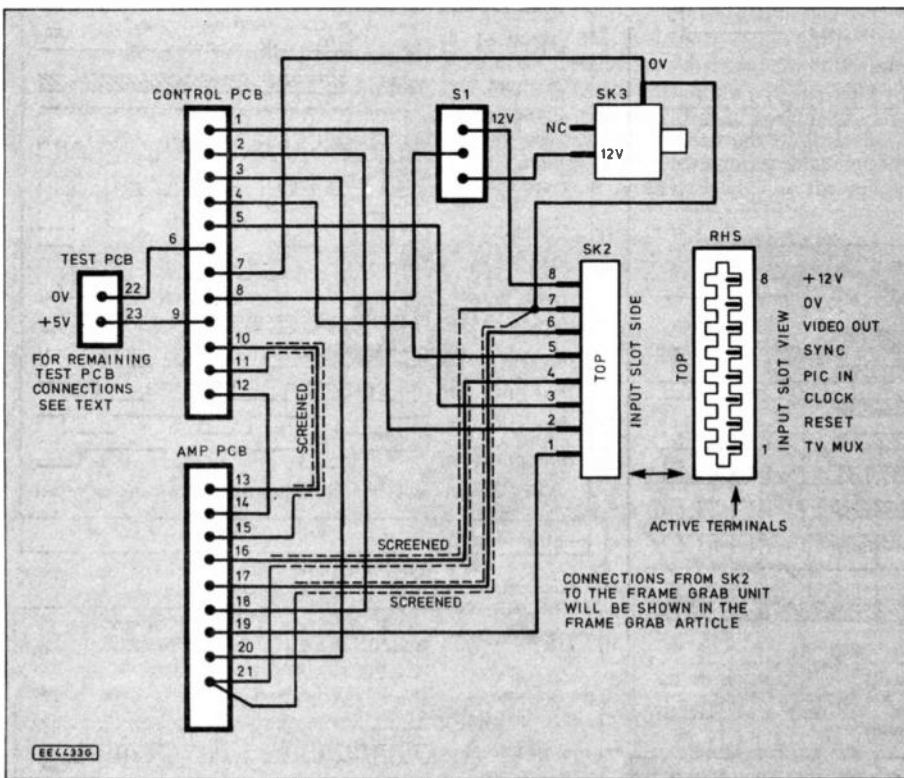 CONTROL PCB
1
2
3
4
5
6
7
8
9
10
11
12
S1
12V
0V
SK3
NC
12V
TEST PCB
0V
22
+5V
23
FOR REMAINING
TEST PCB
CONNECTIONS
SEE TEXT
SCREENED
AMP PCB
13
14
15
16
17
18
19
20
21
SCREENED
SCREENED
SK2
8
7
6
5
4
3
2
1
TOP
INPUT SLOT SIDE
RHS
TOP
8
1
INPUT SLOT VIEW
+12V
0V
VIDEO OUT
SYNC
PIC IN
CLOCK
RESET
TV MUX
ACTIVE TERMINALS
CONNECTIONS FROM SK2
TO THE FRAME GRAB UNIT
WILL BE SHOWN IN THE
FRAME GRAB ARTICLE
EE4433G